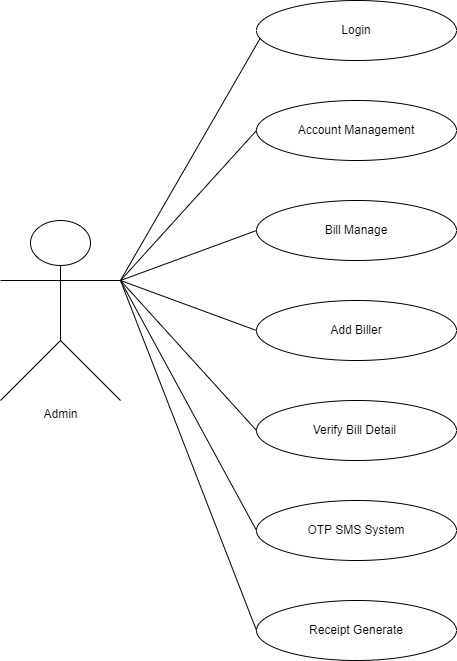 Login
Account Management
Bill Manage
Add Biller
Verify Bill Detail
Admin
OTP SMS System
Receipt Generate